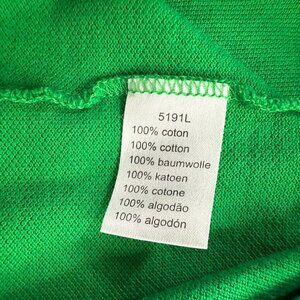 5191L
100% coton
100% cotton
100% baumwolle
100% katoen
100% cotone
100% algodão
100% algodón